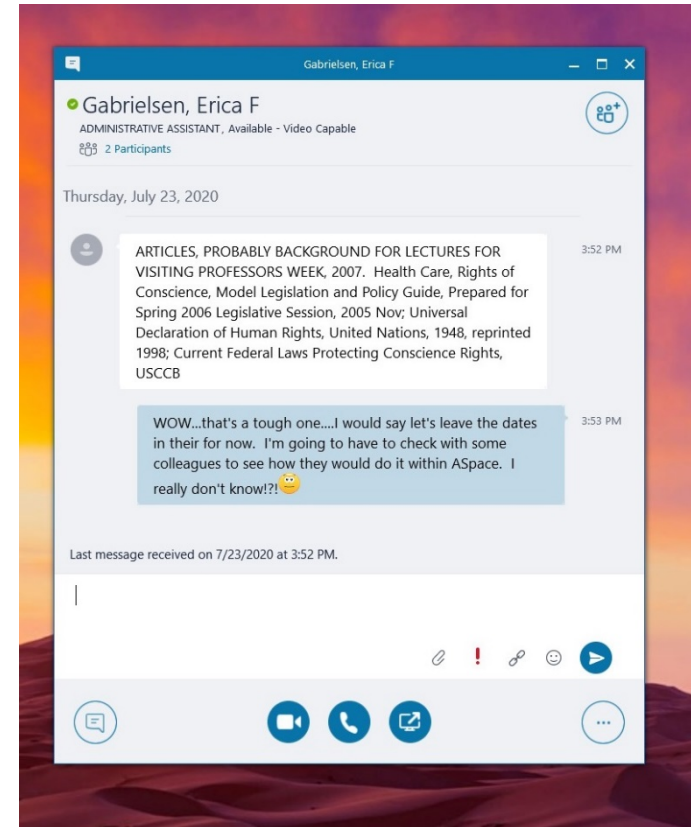 Gabrielsen, Erica F
Gabrielsen, Erica F
ADMINISTRATIVE ASSISTANT, Available - Video Capable
2 Participants
Thursday, July 23, 2020
ARTICLES, PROBABLY BACKGROUND FOR LECTURES FOR
3:52 PM
VISITING PROFESSORS WEEK, 2007.  Health Care, Rights of
Conscience, Model Legislation and Policy Guide, Prepared for
Spring 2006 Legislative Session, 2005 Nov; Universal
Declaration of Human Rights, United Nations, 1948, reprinted
1998; Current Federal Laws Protecting Conscience Rights,
USCCB
WOW...that's a tough one....I would say let's leave the dates
3:53 PM
in their for now.  I'm going to have to check with some
colleagues to see how they would do it within ASpace.  I
really don't know!?!
Last message received on 7/23/2020 at 3:52 PM.